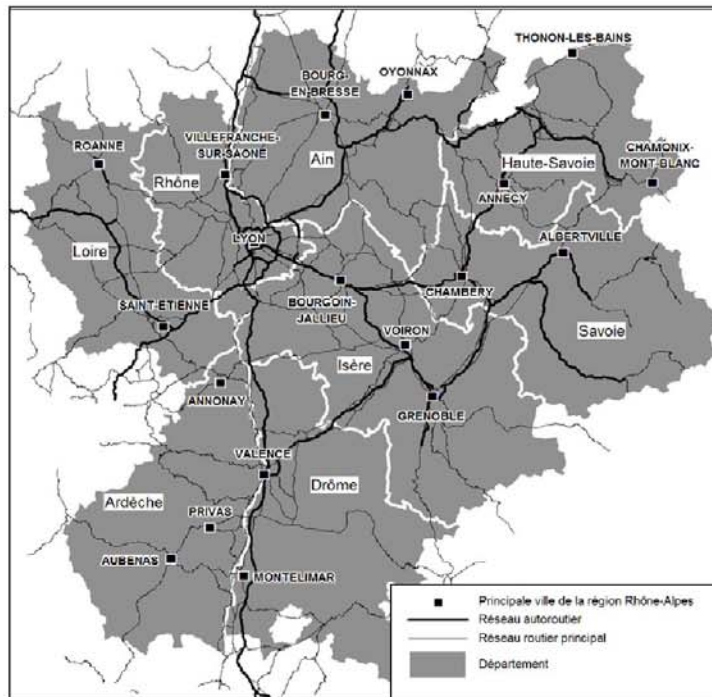 THONON-LES-BAINS
BOURG-
EN-BRESSE
OYONNAX
ROANNE
VILLEFRANCHE-
SUR-SAONE
Ain
Haute-Savoie
CHAMONIX-
MONT-BLANC
Rhône
ANNECY
LYON
ALBERTVILLE
Loire
CHAMBERY
BOURGOIN-
JALLIEU
SAINT-ETIENNE
Savoie
VOIRON
Isère
ANNONAY
GRENOBLE
VALENCE
Drôme
Ardèche
PRIVAS
AUBENAS
MONTELIMAR
Principale ville de la région Rhône-Alpes
Réseau autoroutier
Réseau routier principal
Département